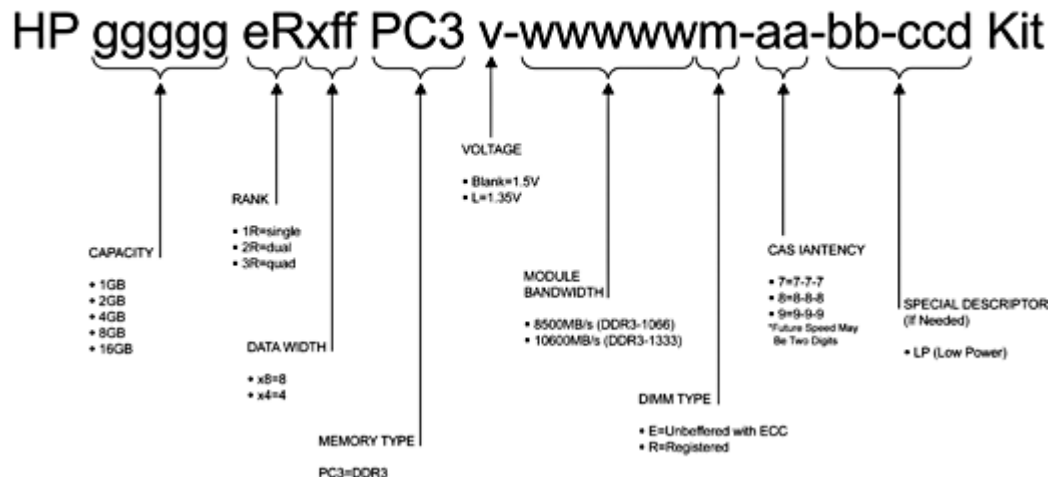 HP ggggg eRxff PC3 v-wwwwwm-aa-bb-ccd Kit
VOLTAGE
▪ Blank=1.5V
▪ L=1.35V
RANK
▪ 1R=single
▪ 2R=dual
▪ 3R=quad
CAPACITY
+ 1GB
+ 2GB
+ 4GB
+ 8GB
+ 16GB
CAS IANTENCY
▪ 7=7-7-7
▪ 8=8-8-8
▪ 9=9-9-9
*Future Speed May
Be Two Digits
MODULE
BANDWIDTH
▪ 8500MB/s (DDR3-1066)
▪ 10600MB/s (DDR3-1333)
SPECIAL DESCRIPTOR
(If Needed)
▪ LP (Low Power)
DATA WIDTH
+ x8=8
+ x4=4
DIMM TYPE
▪ E=Unbeffered with ECC
▪ R=Registered
MEMORY TYPE
PC3=DDR3